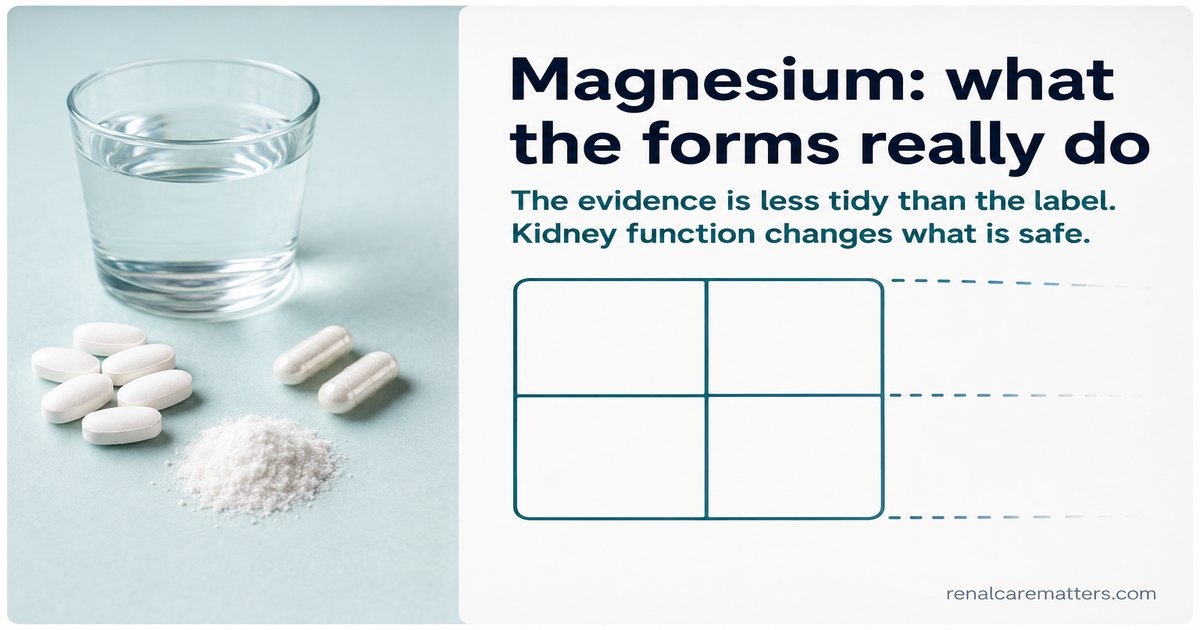 Magnesium: what
the forms really do
The evidence is less tidy than the label.
Kidney function changes what is safe.
renalcarematters.com